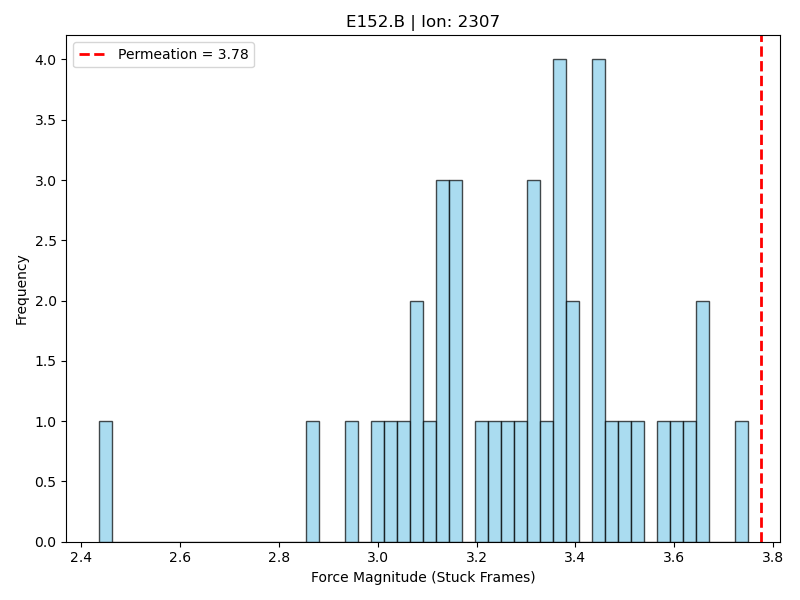 E152.B | Ion: 2307
Permeation = 3.78
Frequency
4.0
3.5
3.0
2.5
2.0
1.5
1.0
0.5
0.0
2.4 2.6 2.8 3.0 3.2 3.4 3.6 3.8
Force Magnitude (Stuck Frames)